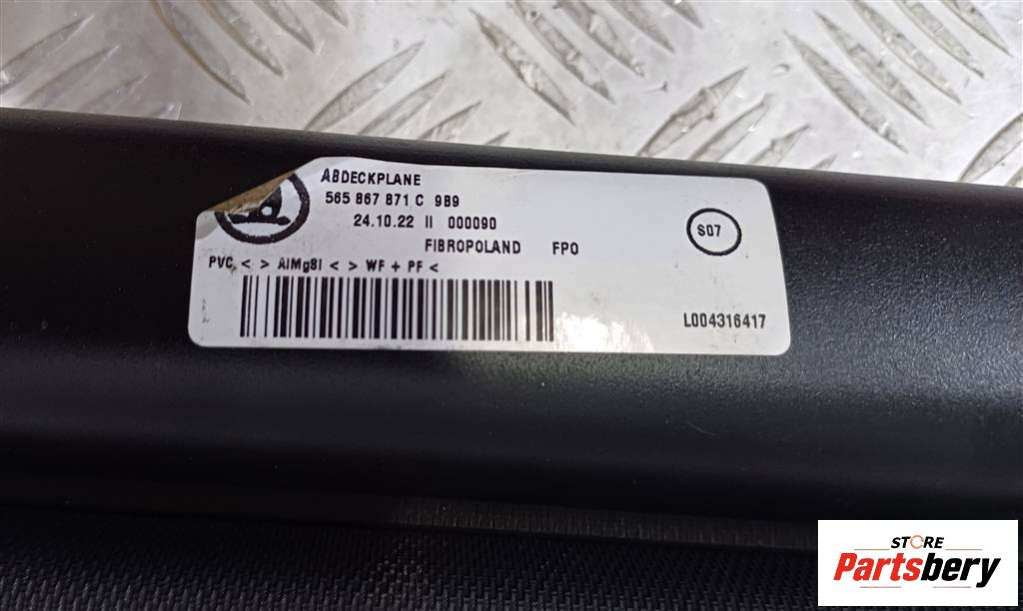 ABDECKPLANE
565 867 871 C 9B9
24.10.22 II 000090
FIBROPOLAND FPO
S07
PVC < > AlMgSI < > WF + PF <
L004316417
STORE
Partsbery